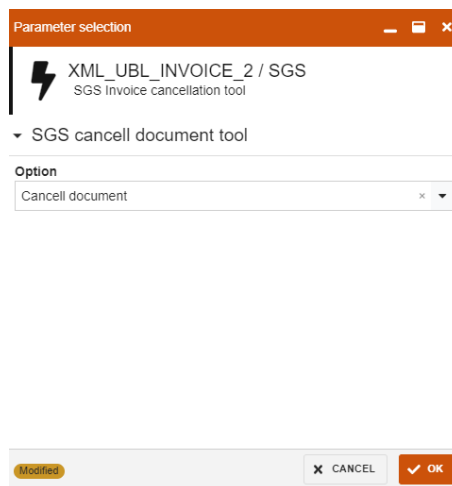 Parameter selection
XML_UBL_INVOICE_2 / SGS
SGS Invoice cancellation tool
SGS cancell document tool
Option
Cancell document
Modified
CANCEL
OK